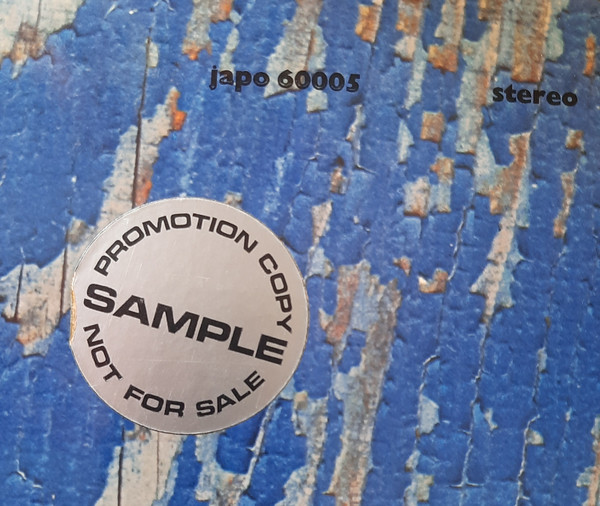 japo 60005
stereo
PROMOTION COPY
SAMPLE
NOT FOR SALE